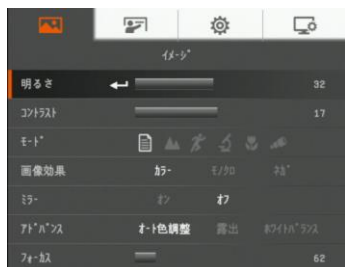 ｲﾒｰｼﾞ
明るさ 32
ｺﾝﾄﾗｽﾄ 17
ﾓｰﾄﾞ
画像効果 ｶﾗｰ ﾓﾉｸﾛ ﾈｶﾞ
ﾐﾗｰ ｵﾝ ｵﾌ
ｱﾄﾞﾊﾞﾝｽ ｵｰﾄ色調整 露出 ﾎﾜｲﾄﾊﾞﾗﾝｽ
ﾌｫｰｶｽ 62